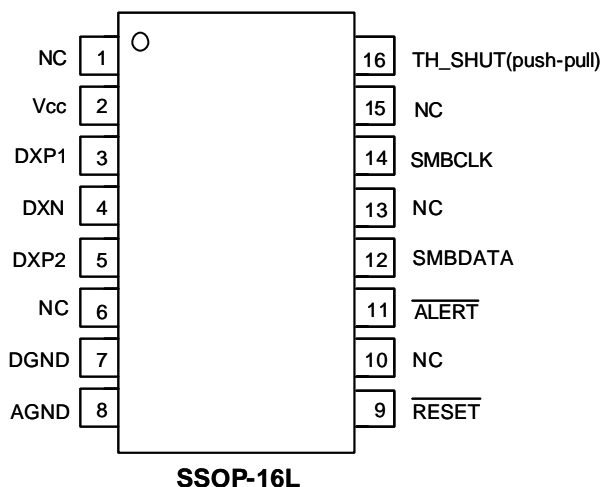 NC 1 16 TH_SHUT(push-pull)
Vcc 2 15 NC
DXP1 3 14 SMBCLK
DXN 4 13 NC
DXP2 5 12 SMBDATA
NC 6 11 ALERT
DGND 7 10 NC
AGND 8 9 RESET
SSOP-16L